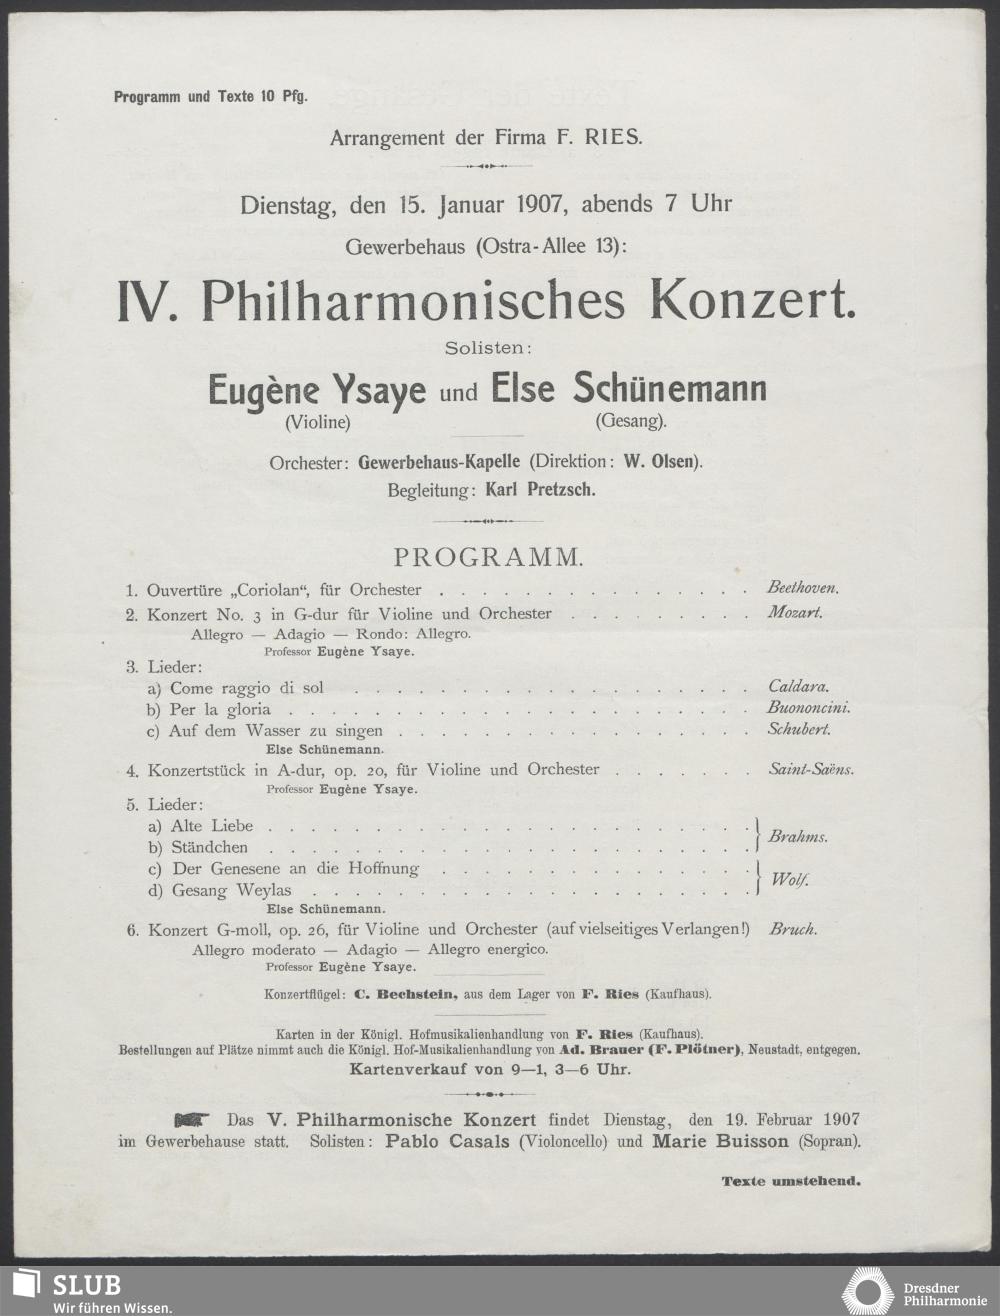 Programm und Texte 10 Pfg.
Arrangement der Firma F. RIES.
Dienstag, den 15. Januar 1907, abends 7 Uhr
Gewerbehaus (Ostra-Allee 13):
IV. Philharmonisches Konzert.
Solisten:
Eugène Ysaye und Else Schünemann
(Violine) (Gesang).
Orchester: Gewerbehaus-Kapelle (Direktion: W. Olsen).
Begleitung: Karl Pretzsch.
PROGRAMM.
1. Ouvertüre „Coriolan“, für Orchester . . . . . . . . . . . . . . . Beethoven.
2. Konzert No. 3 in G-dur für Violine und Orchester . . . . . . . . . Mozart.
Allegro — Adagio — Rondo: Allegro.
Professor Eugène Ysaye.
3. Lieder:
a) Come raggio di sol . . . . . . . . . . . . . . . . . . . Caldara.
b) Per la gloria . . . . . . . . . . . . . . . . . . . . . . Buononcini.
c) Auf dem Wasser zu singen . . . . . . . . . . . . . . . . . Schubert.
Else Schünemann.
4. Konzertstück in A-dur, op. 20, für Violine und Orchester . . . . . . . Saint-Saëns.
Professor Eugène Ysaye.
5. Lieder:
a) Alte Liebe . . . . . . . . . . . . . . . . . . . . . . .
b) Ständchen . . . . . . . . . . . . . . . . . . . . . . . } Brahms.
c) Der Genesene an die Hoffnung . . . . . . . . . . . . . . .
d) Gesang Weylas . . . . . . . . . . . . . . . . . . . . . } Wolf.
Else Schünemann.
6. Konzert G-moll, op. 26, für Violine und Orchester (auf vielseitiges Verlangen!) Bruch.
Allegro moderato — Adagio — Allegro energico.
Professor Eugène Ysaye.
Konzertflügel: C. Bechstein, aus dem Lager von F. Ries (Kaufhaus).
Karten in der Königl. Hofmusikalienhandlung von F. Ries (Kaufhaus).
Bestellungen auf Plätze nimmt auch die Königl. Hof-Musikalienhandlung von Ad. Brauer (F. Plötner), Neustadt, entgegen.
Kartenverkauf von 9—1, 3—6 Uhr.
Das V. Philharmonische Konzert findet Dienstag, den 19. Februar 1907
im Gewerbehause statt. Solisten: Pablo Casals (Violoncello) und Marie Buisson (Sopran).
Texte umstehend.
SLUB
Wir führen Wissen.
Dresdner
Philharmonie